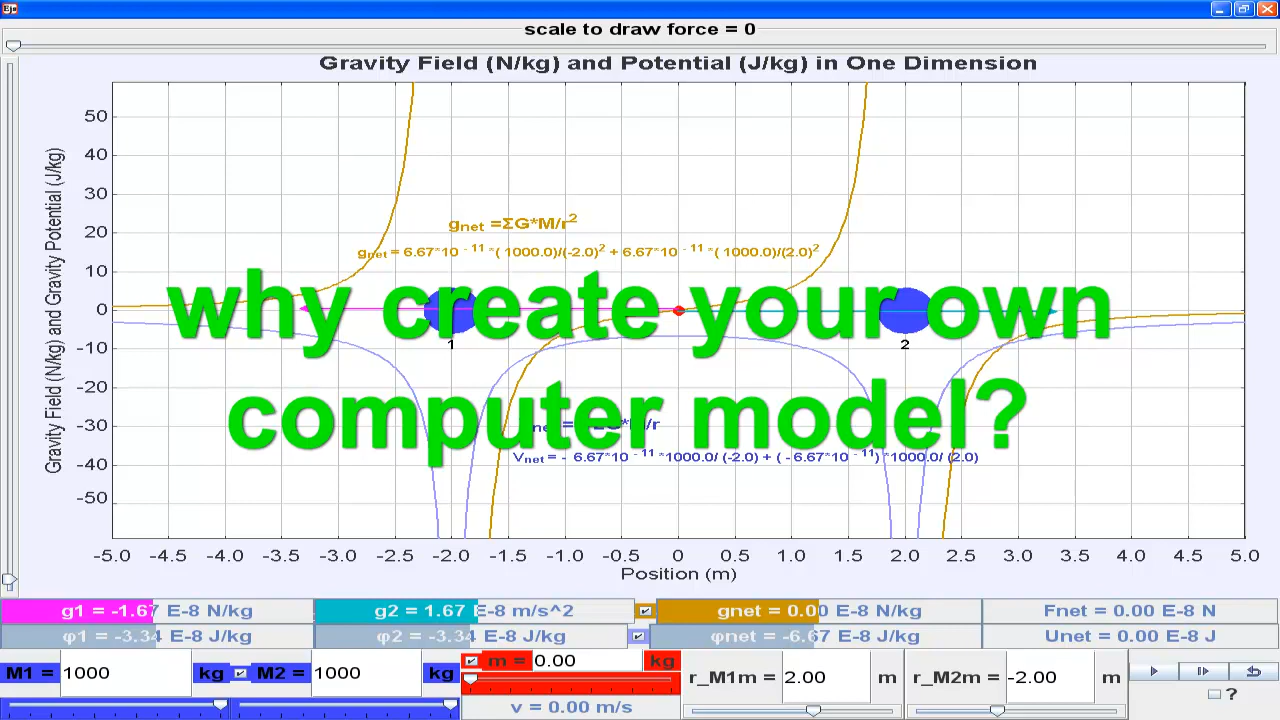 Ejs
scale to draw force = 0
Gravity Field (N/kg) and Potential (J/kg) in One Dimension
Gravity Field (N/kg) and Gravity Potential (J/kg)
50
40
30
20
10
0
-10
-20
-30
-40
-50
gnet =ΣG*M/r²
gnet = 6.67*10 ⁻¹¹ *( 1000.0)/(-2.0)² + 6.67*10 ⁻¹¹ *( 1000.0)/(2.0)²
why create your own
computer model?
1
2
G*M/r
Vnet = - 6.67*10 ⁻¹¹ *1000.0/ (-2.0) + ( - 6.67*10 ⁻¹¹) *1000.0/ (2.0)
-5.0 -4.5 -4.0 -3.5 -3.0 -2.5 -2.0 -1.5 -1.0 -0.5 0 0.5 1.0 1.5 2.0 2.5 3.0 3.5 4.0 4.5 5.0
Position (m)
g1 = -1.67 E-8 N/kg g2 = 1.67 E-8 m/s^2 gnet = 0.00 E-8 N/kg Fnet = 0.00 E-8 N
φ1 = -3.34 E-8 J/kg φ2 = -3.34 E-8 J/kg φnet = -6.67 E-8 J/kg Unet = 0.00 E-8 J
M1 = 1000 kg M2 = 1000 kg m = 0.00 kg r_M1m = 2.00 m r_M2m = -2.00 m
v = 0.00 m/s
?